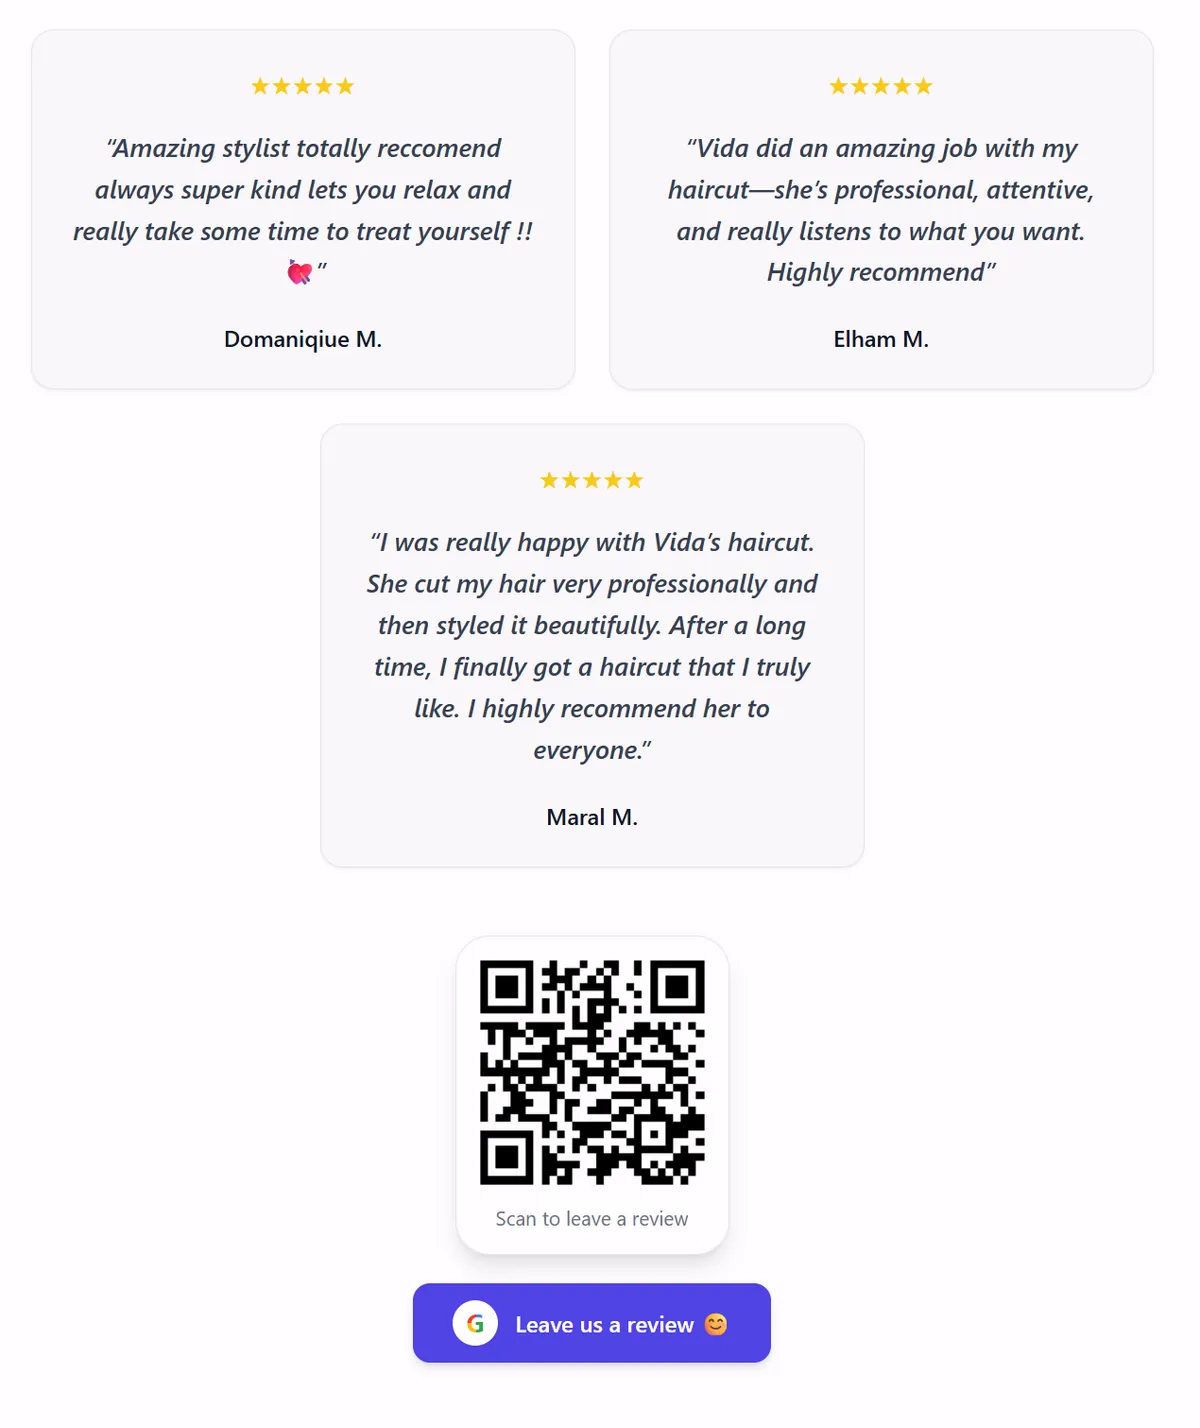 ★★★★★
“Amazing stylist totally reccomend
always super kind lets you relax and
really take some time to treat yourself !!
💘”
Domaniqiue M.
★★★★★
“Vida did an amazing job with my
haircut—she’s professional, attentive,
and really listens to what you want.
Highly recommend”
Elham M.
★★★★★
“I was really happy with Vida’s haircut.
She cut my hair very professionally and
then styled it beautifully. After a long
time, I finally got a haircut that I truly
like. I highly recommend her to
everyone.”
Maral M.
Scan to leave a review
G Leave us a review 😊